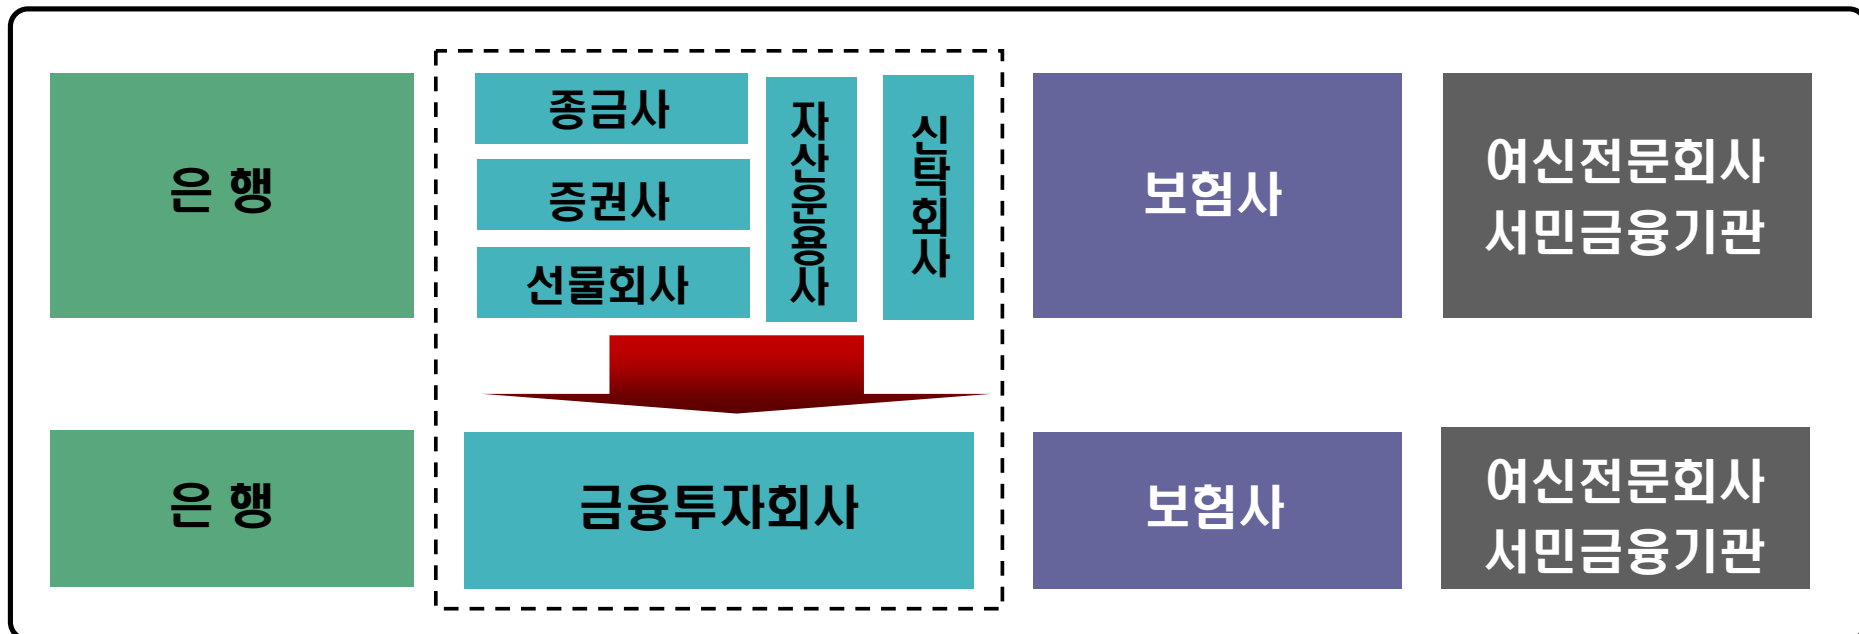 은 행
종금사
증권사
선물회사
자산운용사
신탁회사
보험사
여신전문회사
서민금융기관
은 행
금융투자회사
보험사
여신전문회사
서민금융기관